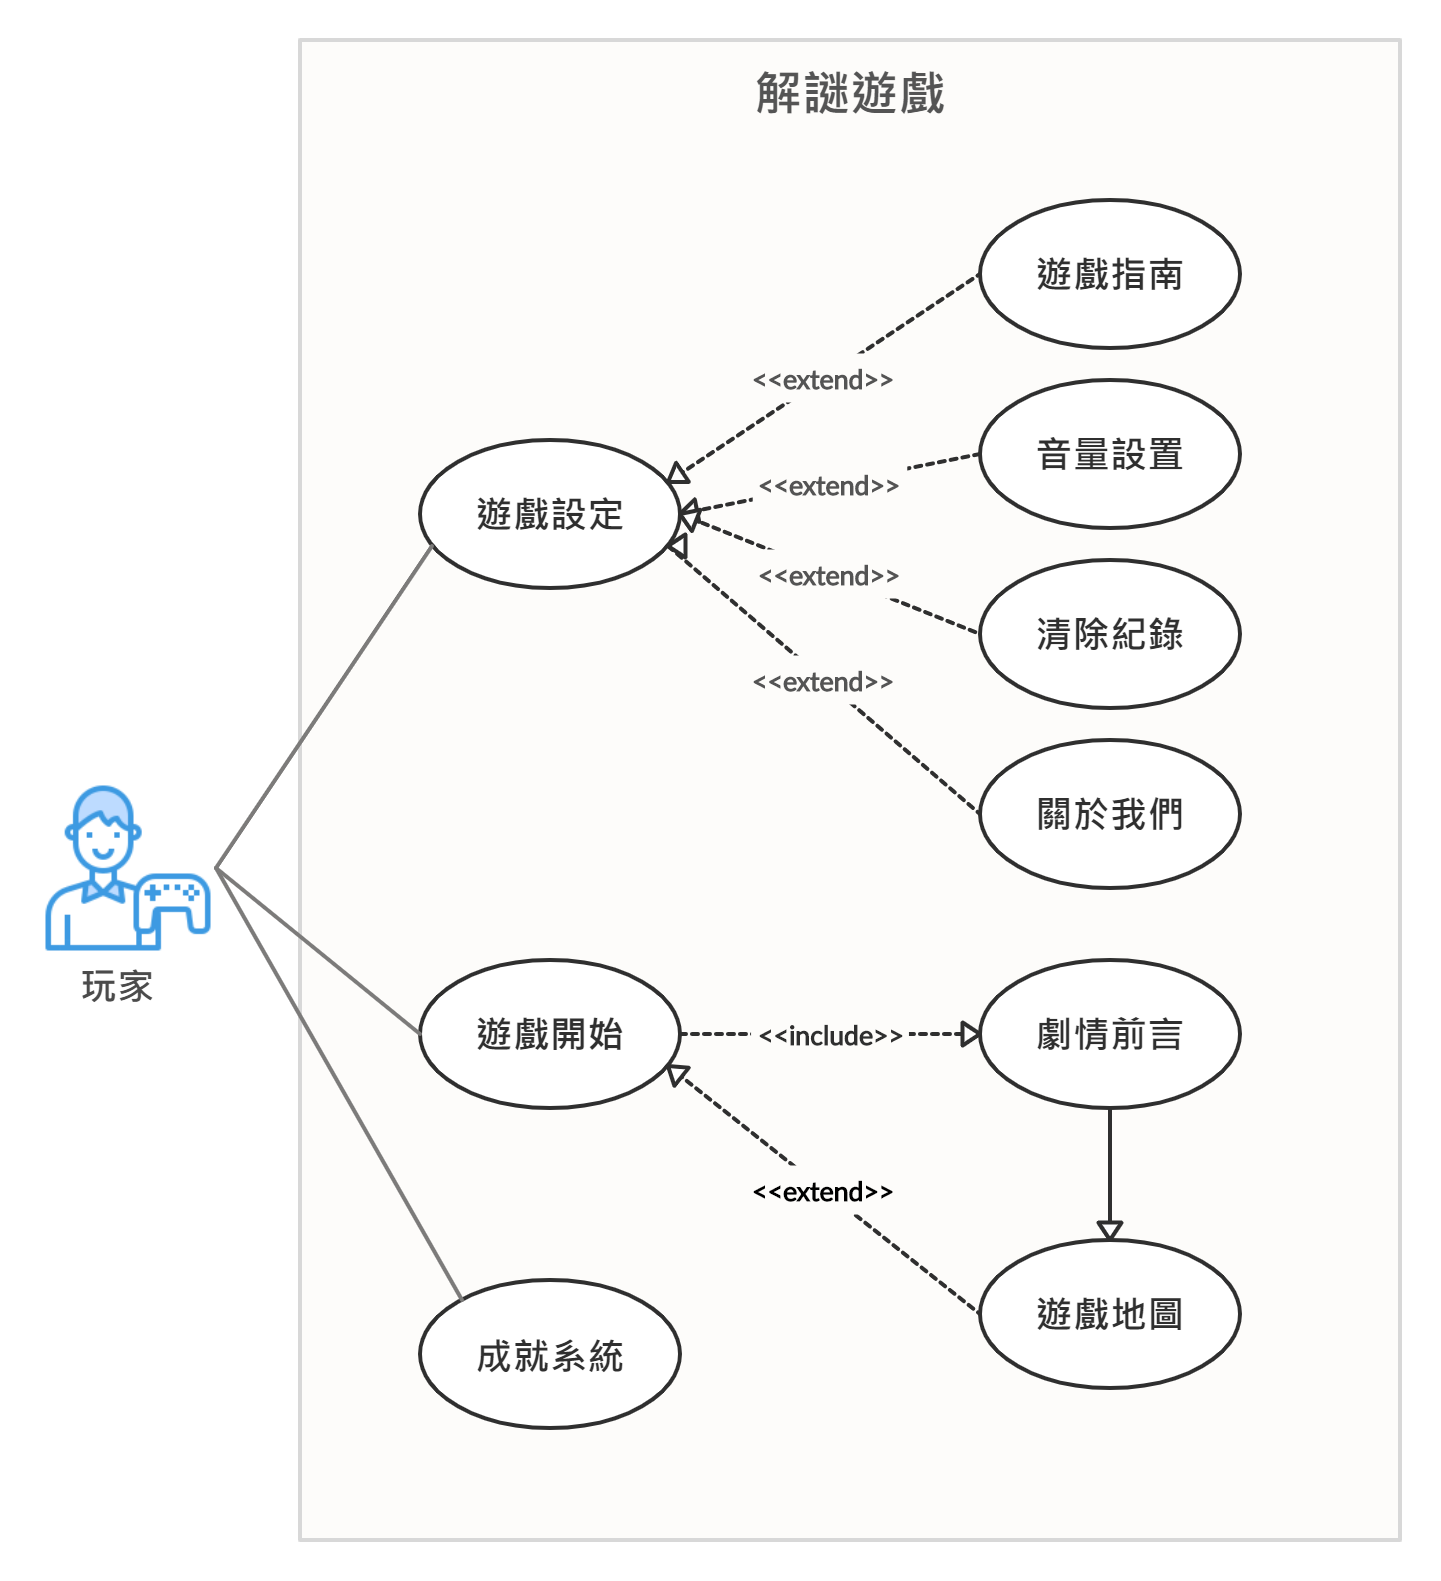 解謎遊戲
遊戲指南
<<extend>>
音量設置
<<extend>>
遊戲設定
<<extend>>
清除紀錄
<<extend>>
關於我們
玩家
遊戲開始
<<include>>
劇情前言
<<extend>>
遊戲地圖
成就系統